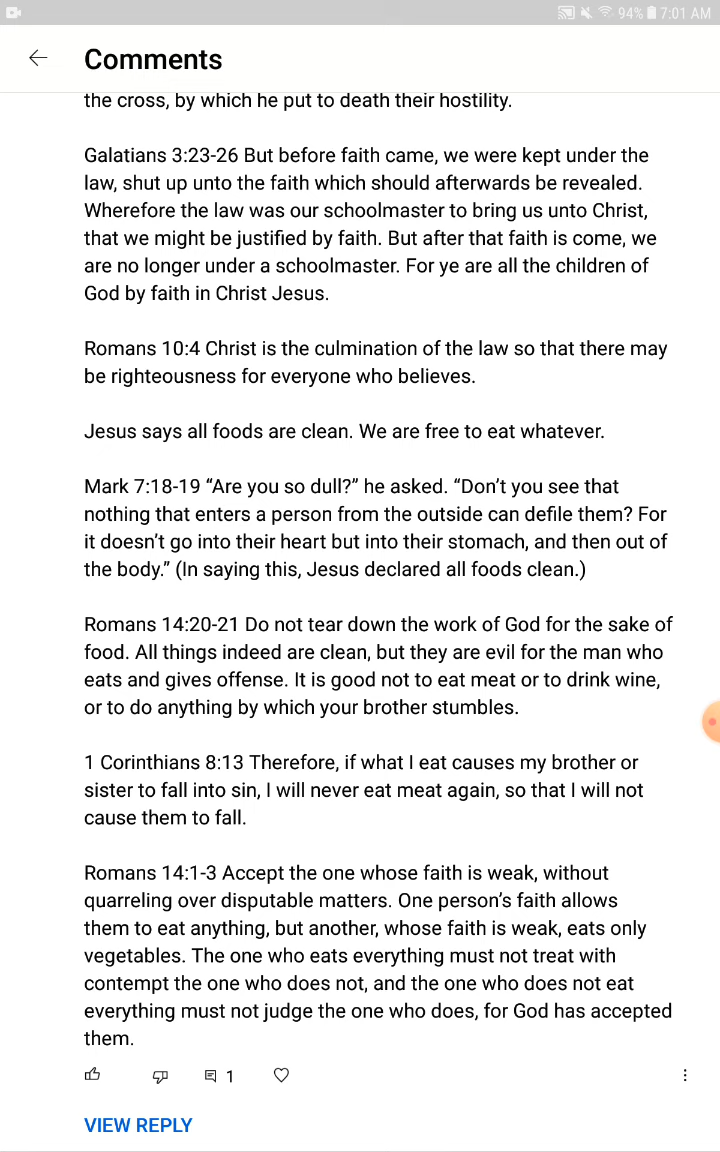 94% 7:01 AM
Comments
the cross, by which he put to death their hostility.
Galatians 3:23-26 But before faith came, we were kept under the
law, shut up unto the faith which should afterwards be revealed.
Wherefore the law was our schoolmaster to bring us unto Christ,
that we might be justified by faith. But after that faith is come, we
are no longer under a schoolmaster. For ye are all the children of
God by faith in Christ Jesus.
Romans 10:4 Christ is the culmination of the law so that there may
be righteousness for everyone who believes.
Jesus says all foods are clean. We are free to eat whatever.
Mark 7:18-19 “Are you so dull?” he asked. “Don’t you see that
nothing that enters a person from the outside can defile them? For
it doesn’t go into their heart but into their stomach, and then out of
the body.” (In saying this, Jesus declared all foods clean.)
Romans 14:20-21 Do not tear down the work of God for the sake of
food. All things indeed are clean, but they are evil for the man who
eats and gives offense. It is good not to eat meat or to drink wine,
or to do anything by which your brother stumbles.
1 Corinthians 8:13 Therefore, if what I eat causes my brother or
sister to fall into sin, I will never eat meat again, so that I will not
cause them to fall.
Romans 14:1-3 Accept the one whose faith is weak, without
quarreling over disputable matters. One person’s faith allows
them to eat anything, but another, whose faith is weak, eats only
vegetables. The one who eats everything must not treat with
contempt the one who does not, and the one who does not eat
everything must not judge the one who does, for God has accepted
them.
1
VIEW REPLY